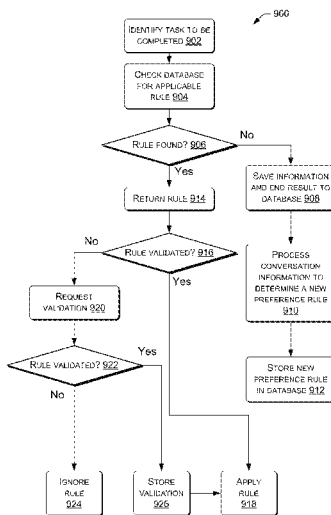 900
IDENTIFY TASK TO BE
COMPLETED 902
CHECK DATABASE
FOR APPLICABLE
RULE 904
RULE FOUND? 906
No
Yes
SAVE INFORMATION
AND END RESULT TO
DATABASE 908
RETURN RULE 914
PROCESS
CONVERSATION
INFORMATION TO
DETERMINE A NEW
PREFERENCE RULE
910
No
RULE VALIDATED? 916
Yes
REQUEST
VALIDATION 920
STORE NEW
PREFERENCE RULE
IN DATABASE 912
RULE VALIDATED? 922
Yes
No
IGNORE
RULE
924
STORE
VALIDATION
926
APPLY
RULE
918